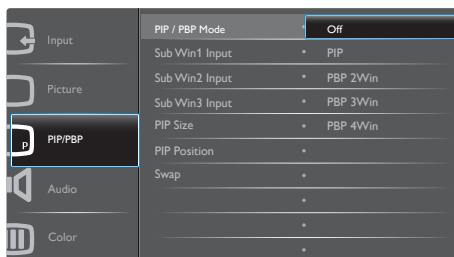 Input
Picture
P
PIP/PBP
Audio
Color
PIP / PBP Mode
Sub Win1 Input
Sub Win2 Input
Sub Win3 Input
PIP Size
PIP Position
Swap
Off
PIP
PBP 2Win
PBP 3Win
PBP 4Win